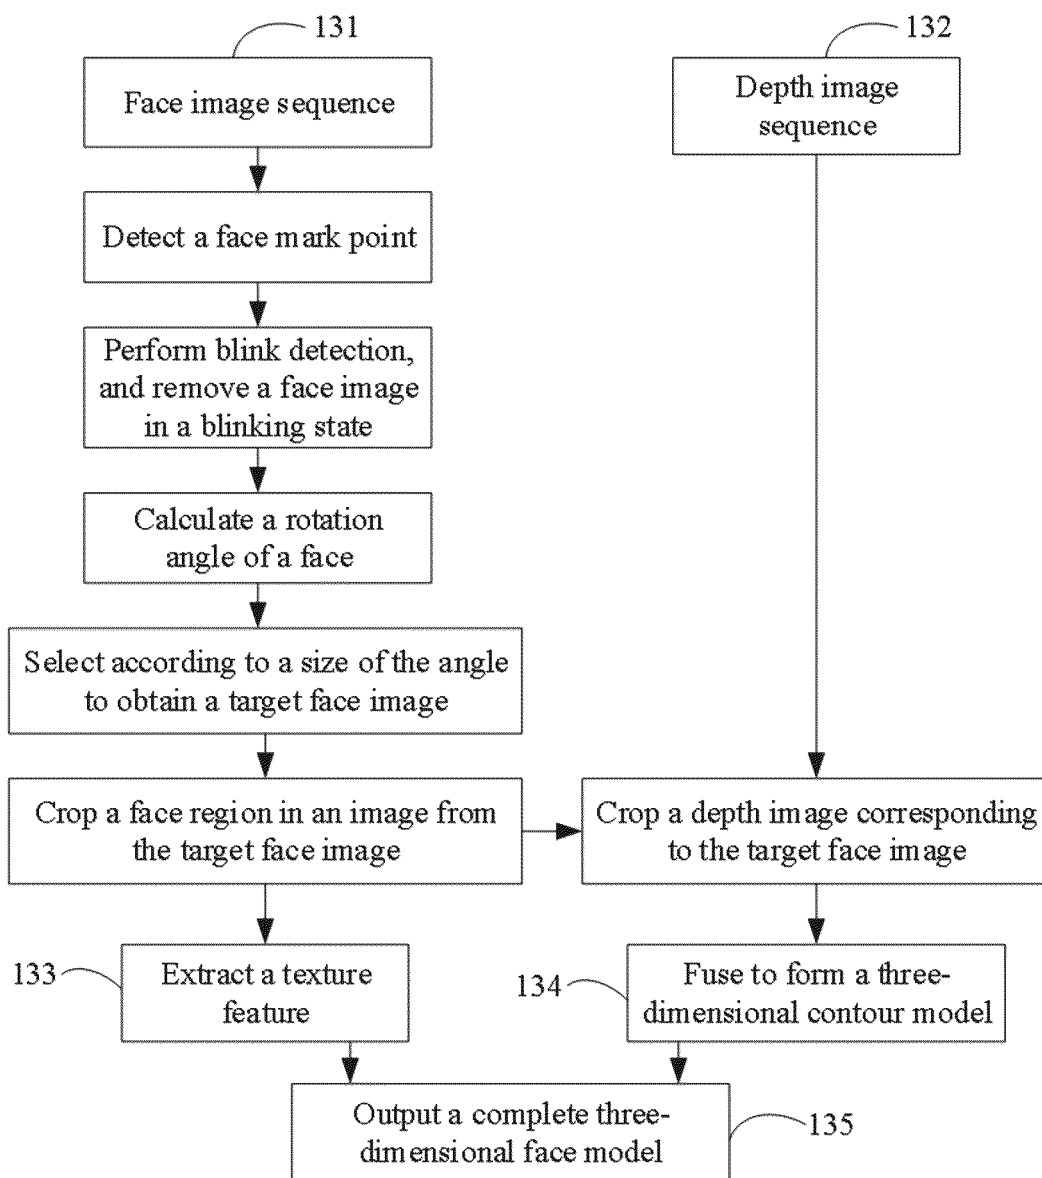 131
132
Face image sequence
Depth image
sequence
Detect a face mark point
Perform blink detection,
and remove a face image
in a blinking state
Calculate a rotation
angle of a face
Select according to a size of the angle
to obtain a target face image
Crop a face region in an image from
the target face image
Crop a depth image corresponding
to the target face image
133
Extract a texture
feature
134
Fuse to form a three-
dimensional contour model
Output a complete three-
dimensional face model
135